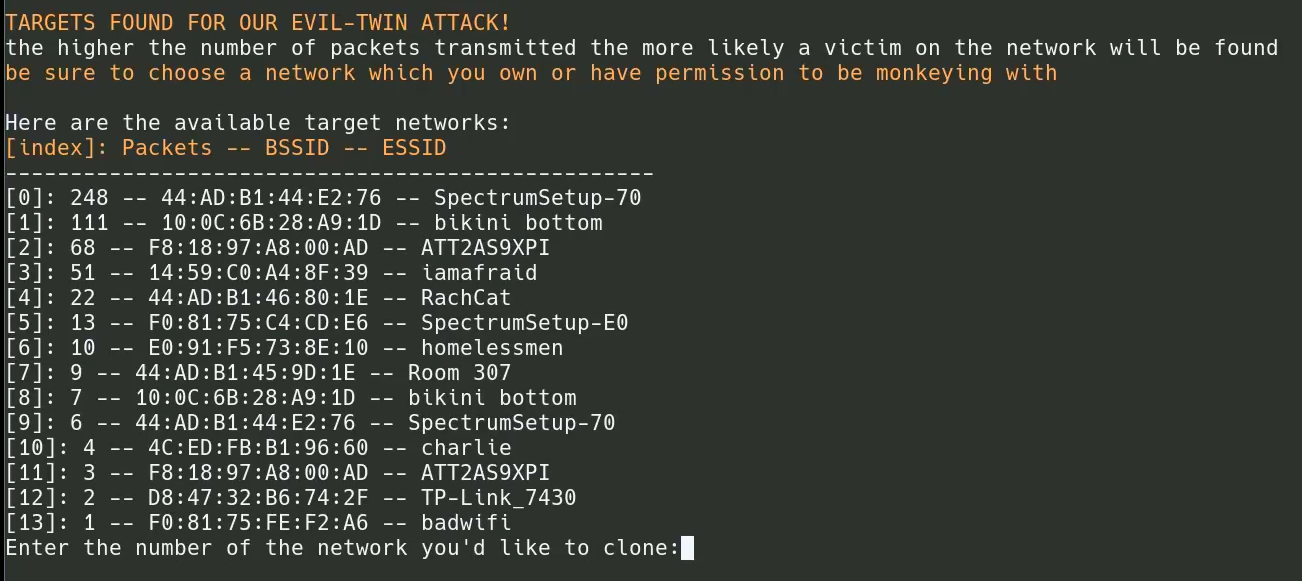 TARGETS FOUND FOR OUR EVIL-TWIN ATTACK!
the higher the number of packets transmitted the more likely a victim on the network will be found
be sure to choose a network which you own or have permission to be monkeying with
Here are the available target networks:
[index]: Packets -- BSSID -- ESSID
--------------------------------------------------
[0]: 248 -- 44:AD:B1:44:E2:76 -- SpectrumSetup-70
[1]: 111 -- 10:0C:6B:28:A9:1D -- bikini bottom
[2]: 68 -- F8:18:97:A8:00:AD -- ATT2AS9XPI
[3]: 51 -- 14:59:C0:A4:8F:39 -- iamafraid
[4]: 22 -- 44:AD:B1:46:80:1E -- RachCat
[5]: 13 -- F0:81:75:C4:CD:E6 -- SpectrumSetup-E0
[6]: 10 -- E0:91:F5:73:8E:10 -- homelessmen
[7]: 9 -- 44:AD:B1:45:9D:1E -- Room 307
[8]: 7 -- 10:0C:6B:28:A9:1D -- bikini bottom
[9]: 6 -- 44:AD:B1:44:E2:76 -- SpectrumSetup-70
[10]: 4 -- 4C:ED:FB:B1:96:60 -- charlie
[11]: 3 -- F8:18:97:A8:00:AD -- ATT2AS9XPI
[12]: 2 -- D8:47:32:B6:74:2F -- TP-Link_7430
[13]: 1 -- F0:81:75:FE:F2:A6 -- badwifi
Enter the number of the network you'd like to clone: